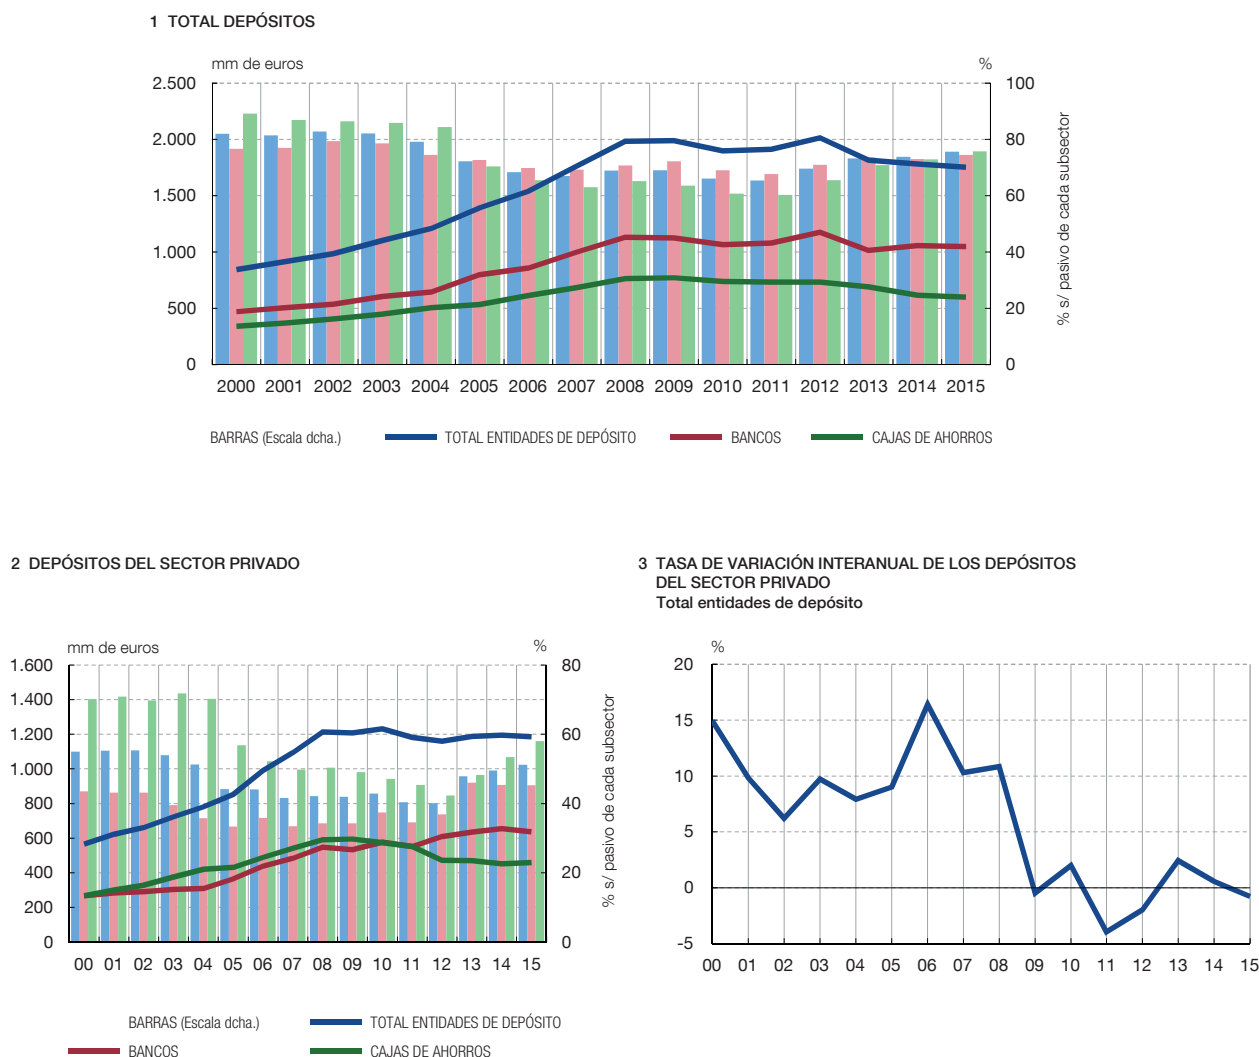 1 TOTAL DEPÓSITOS
mm de euros %
2.500 100
2.000 80
1.500 60
1.000 40
500 20
0 0
% s/ pasivo de cada subsector
2000 2001 2002 2003 2004 2005 2006 2007 2008 2009 2010 2011 2012 2013 2014 2015
BARRAS (Escala dcha.) TOTAL ENTIDADES DE DEPÓSITO BANCOS CAJAS DE AHORROS
2 DEPÓSITOS DEL SECTOR PRIVADO
mm de euros %
1.600 80
1.400
1.200 60
1.000
800 40
600
400 20
200
0 0
% s/ pasivo de cada subsector
00 01 02 03 04 05 06 07 08 09 10 11 12 13 14 15
BARRAS (Escala dcha.) TOTAL ENTIDADES DE DEPÓSITO
BANCOS CAJAS DE AHORROS
3 TASA DE VARIACIÓN INTERANUAL DE LOS DEPÓSITOS
DEL SECTOR PRIVADO
Total entidades de depósito
%
20
15
10
5
0
-5
00 01 02 03 04 05 06 07 08 09 10 11 12 13 14 15